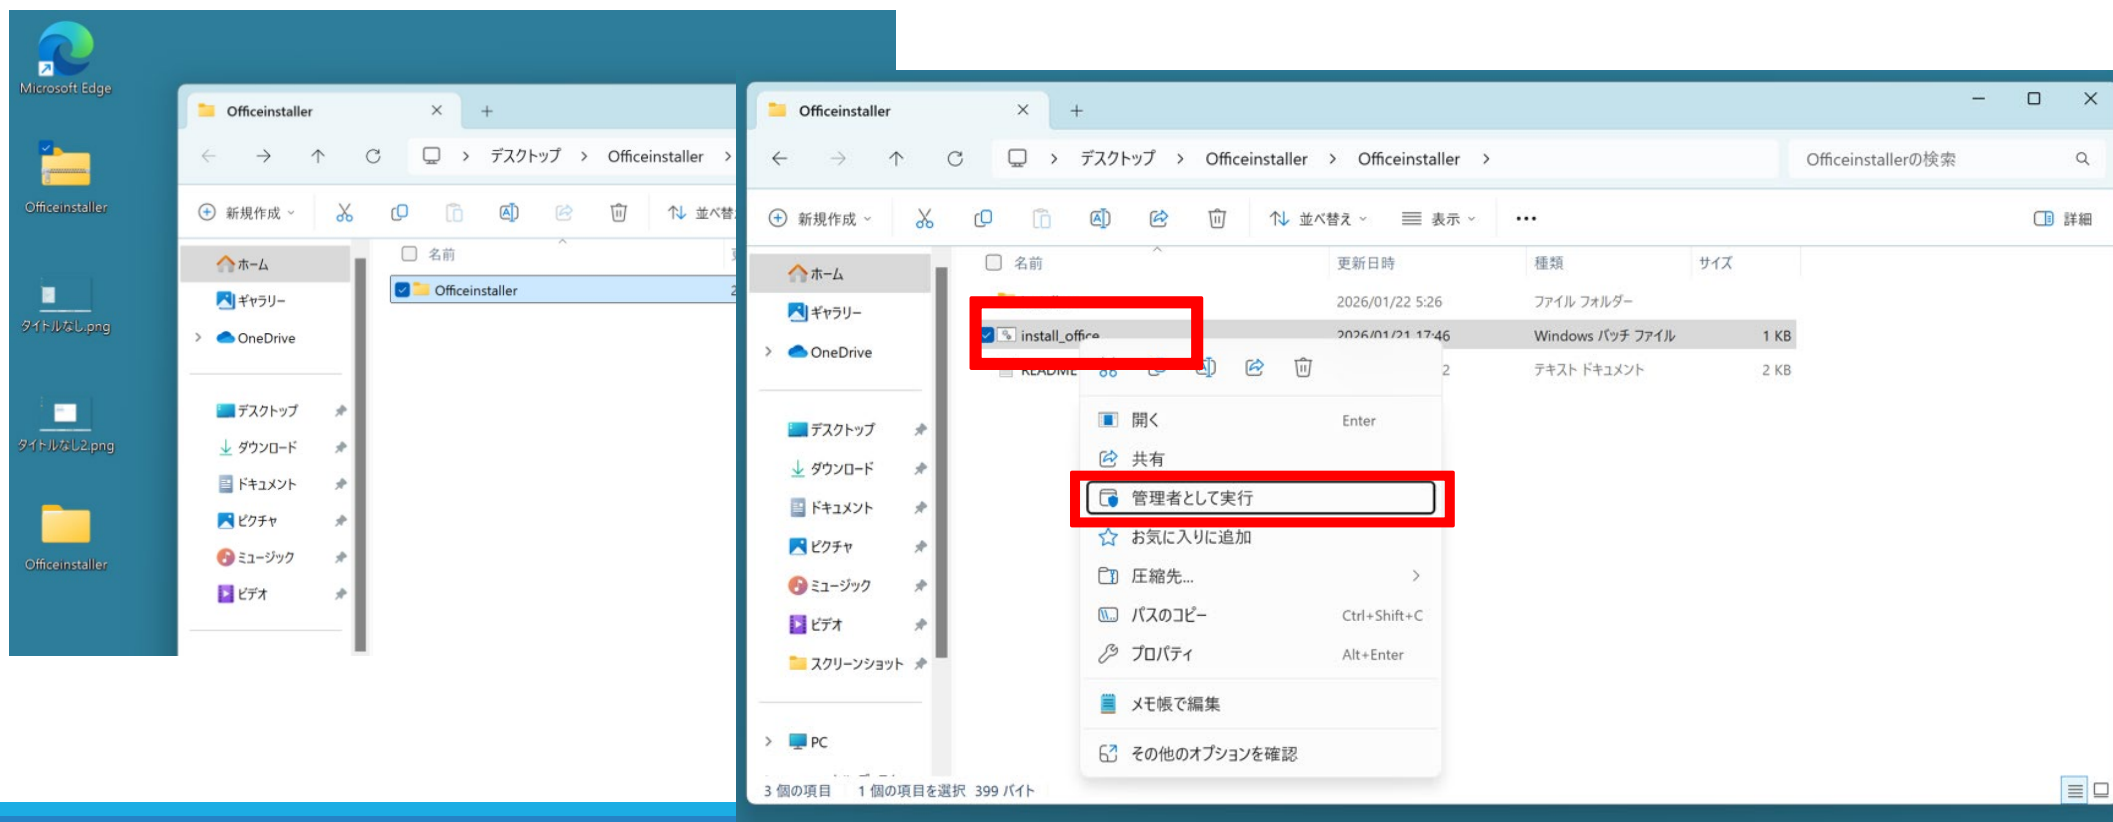 Microsoft Edge
Officeinstaller
タイトルなし.png
タイトルなし2.png
Officeinstaller
Officeinstaller
デスクトップ > Officeinstaller >
新規作成
並べ替
名前
ホーム
ギャラリー
OneDrive
デスクトップ
ダウンロード
ドキュメント
ピクチャ
ミュージック
ビデオ
Officeinstaller
Officeinstaller
デスクトップ > Officeinstaller > Officeinstaller >
Officeinstallerの検索
新規作成
並べ替え
表示
詳細
ホーム
ギャラリー
OneDrive
デスクトップ
ダウンロード
ドキュメント
ピクチャ
ミュージック
ビデオ
スクリーンショット
PC
名前 更新日時 種類 サイズ
2026/01/22 5:26 ファイル フォルダー
install_office 2026/01/21 17:46 Windows バッチ ファイル 1 KB
README 2 テキスト ドキュメント 2 KB
開く Enter
共有
管理者として実行
お気に入りに追加
圧縮先...
パスのコピー Ctrl+Shift+C
プロパティ Alt+Enter
メモ帳で編集
その他のオプションを確認
3 個の項目 1 個の項目を選択 399 バイト